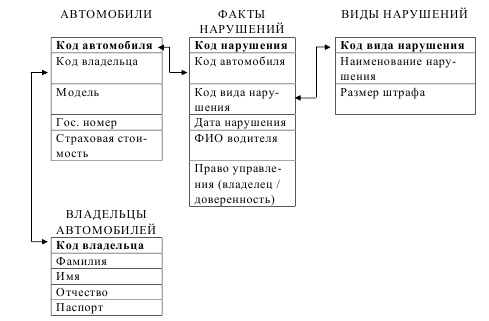 АВТОМОБИЛИ
Код автомобиля
Код владельца
Модель
Гос. номер
Страховая стои-
мость
ФАКТЫ
НАРУШЕНИЙ
Код нарушения
Код автомобиля
Код вида нару-
шения
Дата нарушения
ФИО водителя
Право управле-
ния (владелец /
доверенность)
ВИДЫ НАРУШЕНИЙ
Код вида нарушения
Наименование нару-
шения
Размер штрафа
ВЛАДЕЛЬЦЫ
АВТОМОБИЛЕЙ
Код владельца
Фамилия
Имя
Отчество
Паспорт